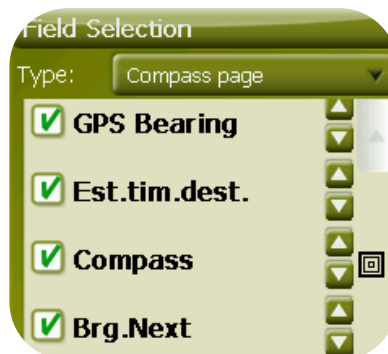 Field Selection
Type: Compass page
GPS Bearing
Est.tim.dest.
Compass
Brg.Next